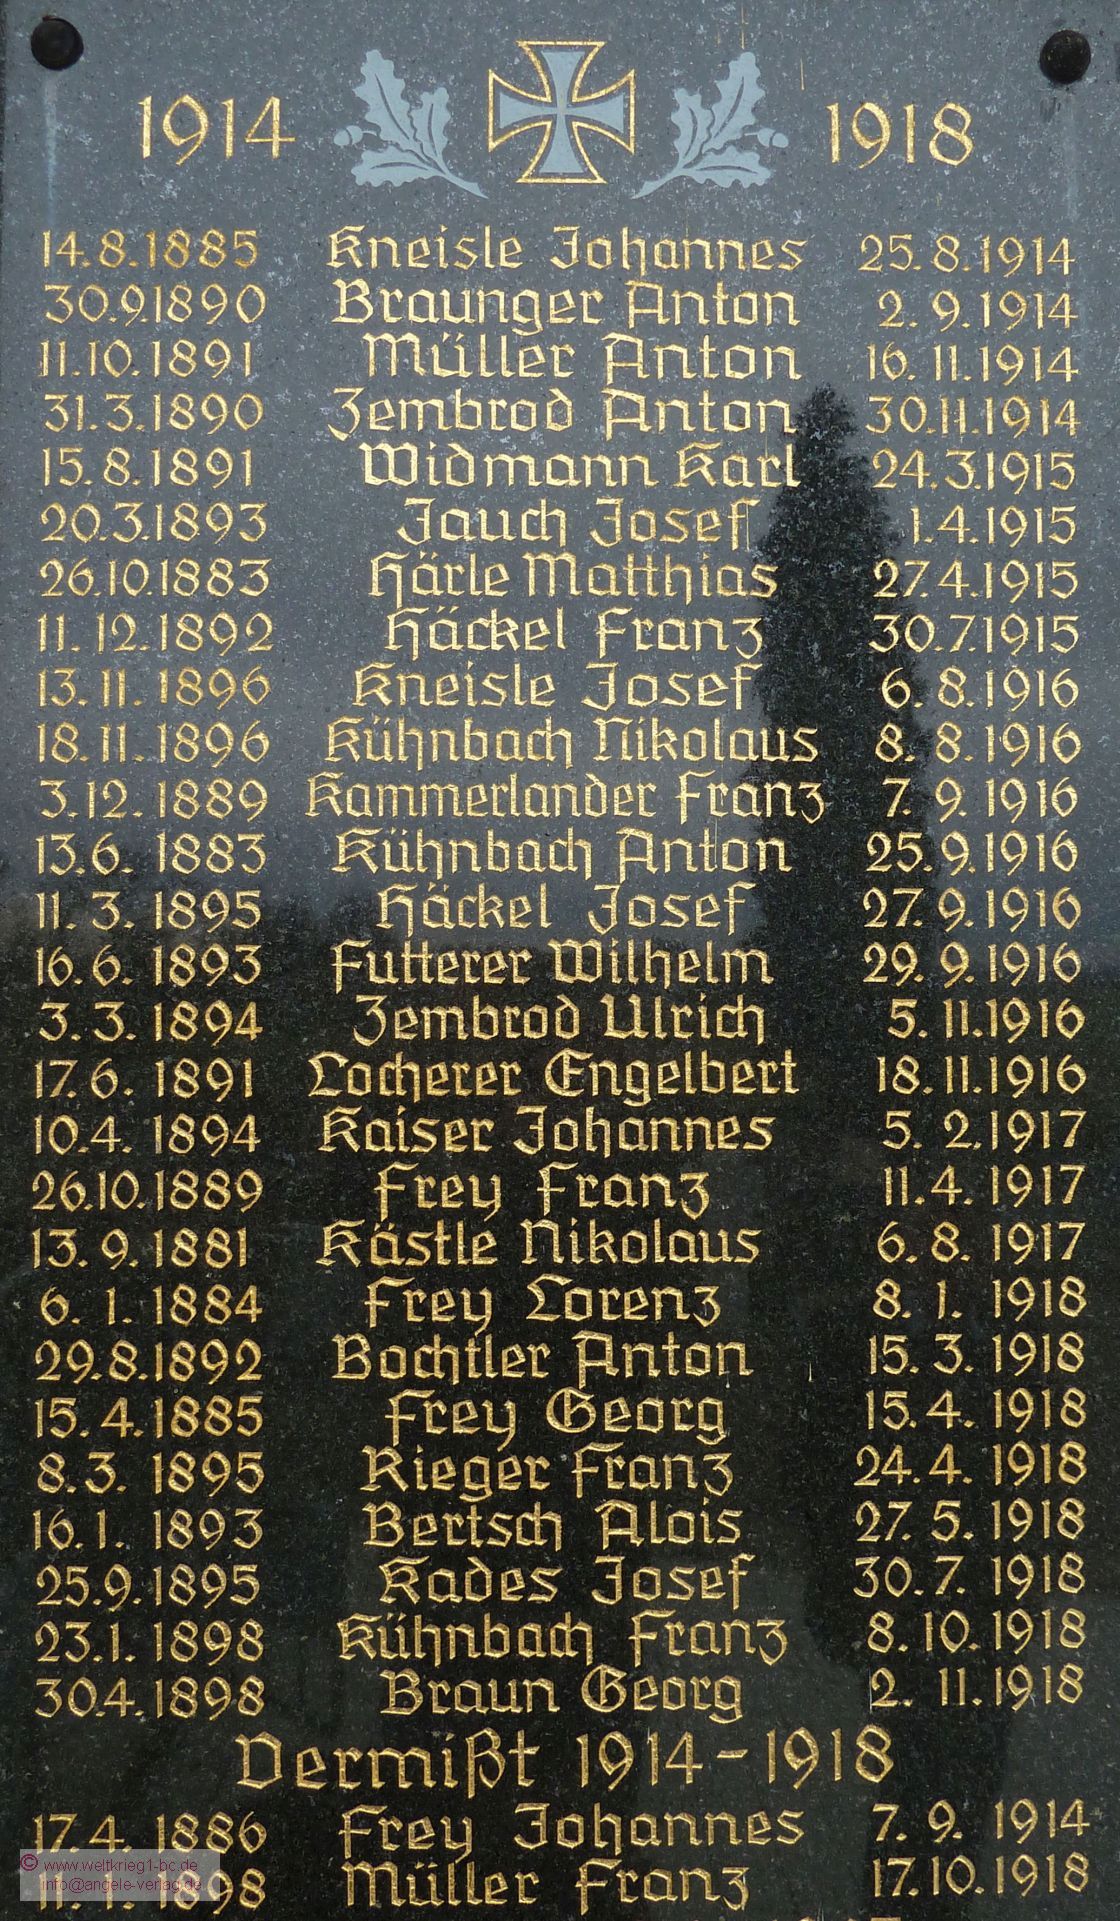 1914 1918
14.8.1885 Kneisle Johannes 25.8.1914
30.9.1890 Braunger Anton 2.9.1914
11.10.1891 Müller Anton 16.11.1914
31.3.1890 Zembrod Anton 30.11.1914
15.8.1891 Widmann Karl 24.3.1915
20.3.1893 Jauch Josef 1.4.1915
26.10.1883 Härle Matthias 27.4.1915
11.12.1892 Häckel Franz 30.7.1915
13.11.1896 Kneisle Josef 6.8.1916
18.11.1896 Kühnbach Nikolaus 8.8.1916
3.12.1889 Kammerlander Franz 7.9.1916
13.6.1883 Kühnbach Anton 25.9.1916
11.3.1895 Häckel Josef 27.9.1916
16.6.1893 Futterer Wilhelm 29.9.1916
3.3.1894 Zembrod Ulrich 5.11.1916
17.6.1891 Locherer Engelbert 18.11.1916
10.4.1894 Kaiser Johannes 5.2.1917
26.10.1889 Frey Franz 11.4.1917
13.9.1881 Kästle Nikolaus 6.8.1917
6.1.1884 Frey Lorenz 8.1.1918
29.8.1892 Bochtler Anton 15.3.1918
15.4.1885 Frey Georg 15.4.1918
8.3.1895 Rieger Franz 24.4.1918
16.1.1893 Bertsch Alois 27.5.1918
25.9.1895 Kades Josef 30.7.1918
23.1.1898 Kühnbach Franz 8.10.1918
30.4.1898 Braun Georg 2.11.1918
Vermißt 1914-1918
17.4.1886 Frey Johannes 7.9.1914
11.1.1898 Müller Franz 17.10.1918
© www.weltkrieg1-bc.de
info@angele-verlag.de